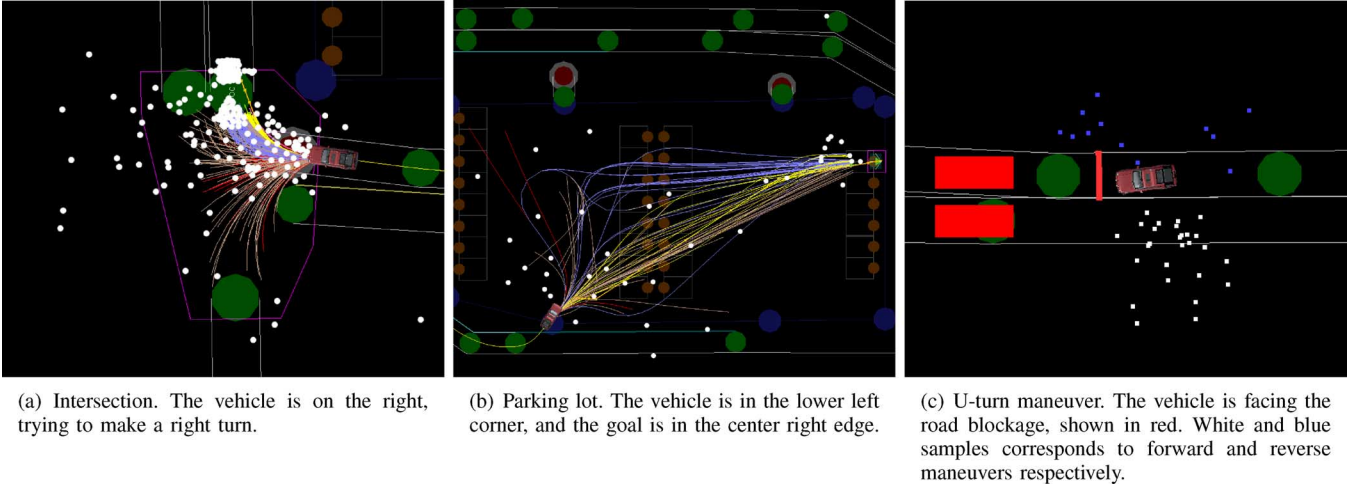 (a) Intersection. The vehicle is on the right,
trying to make a right turn.
(b) Parking lot. The vehicle is in the lower left
corner, and the goal is in the center right edge.
(c) U-turn maneuver. The vehicle is facing the
road blockage, shown in red. White and blue
samples corresponds to forward and reverse
maneuvers respectively.